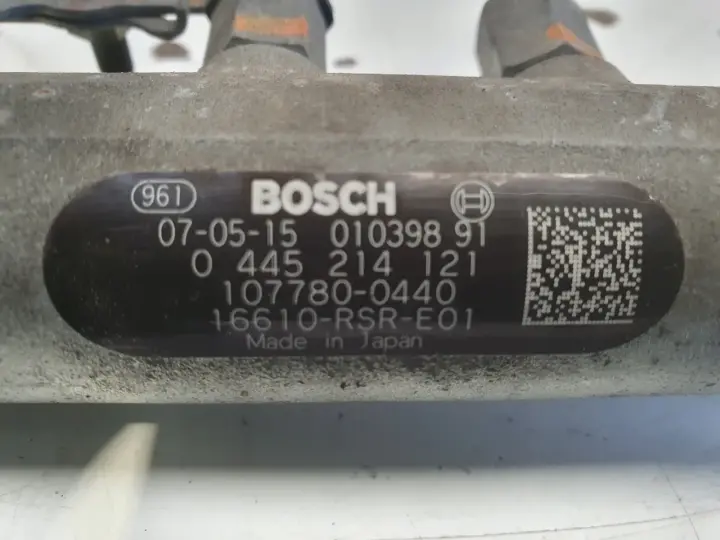 961 BOSCH
07-05-15 010398 91
0 445 214 121
107780-0440
16610-RSR-E01
Made in Japan